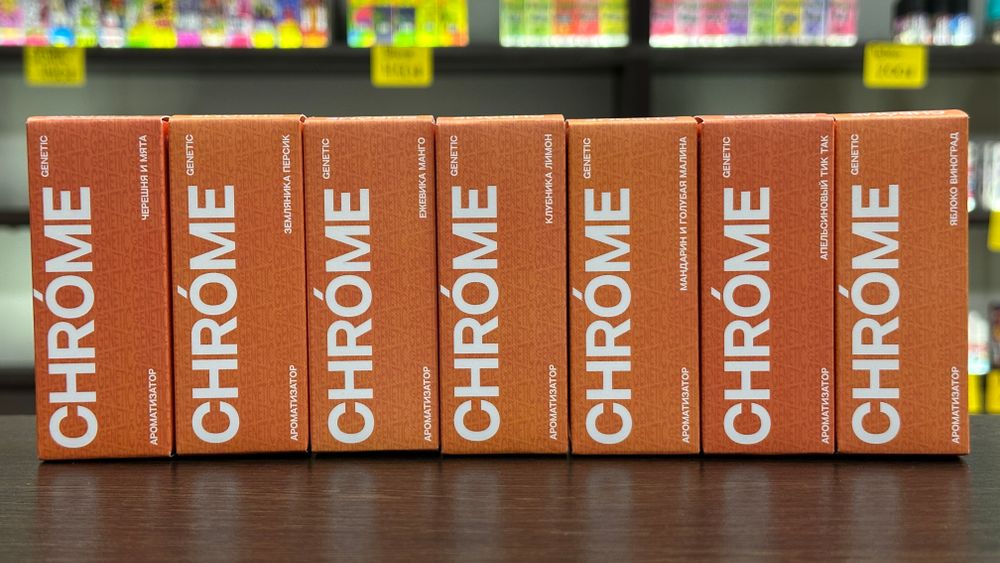 GENETIC
CHRÓME
ЧЕРЕШНЯ И МЯТА
АРОМАТИЗАТОР
GENETIC
CHRÓME
ЗЕМЛЯНИКА ПЕРСИК
АРОМАТИЗАТОР
GENETIC
CHRÓME
ЕЖЕВИКА МАНГО
АРОМАТИЗАТОР
GENETIC
CHRÓME
КЛУБНИКА ЛИМОН
АРОМАТИЗАТОР
GENETIC
CHRÓME
МАНДАРИН И ГОЛУБАЯ МАЛИНА
АРОМАТИЗАТОР
GENETIC
CHRÓME
АПЕЛЬСИНОВЫЙ ТИК ТАК
АРОМАТИЗАТОР
GENETIC
CHRÓME
ЯБЛОКО ВИНОГРАД
АРОМАТИЗАТОР